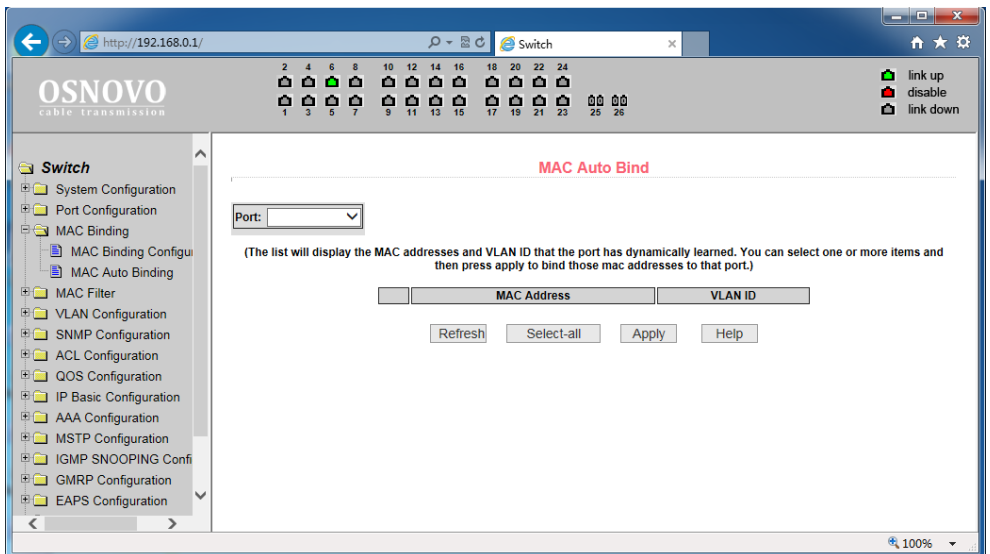 http://192.168.0.1/
Switch
OSNOVO
cable transmission
2 4 6 8 10 12 14 16 18 20 22 24
1 3 5 7 9 11 13 15 17 19 21 23 25 26
link up
disable
link down
Switch
System Configuration
Port Configuration
MAC Binding
MAC Binding Configur
MAC Auto Binding
MAC Filter
VLAN Configuration
SNMP Configuration
ACL Configuration
QOS Configuration
IP Basic Configuration
AAA Configuration
MSTP Configuration
IGMP SNOOPING Confi
GMRP Configuration
EAPS Configuration
MAC Auto Bind
Port:
(The list will display the MAC addresses and VLAN ID that the port has dynamically learned. You can select one or more items and
then press apply to bind those mac addresses to that port.)
MAC Address VLAN ID
Refresh Select-all Apply Help
100%